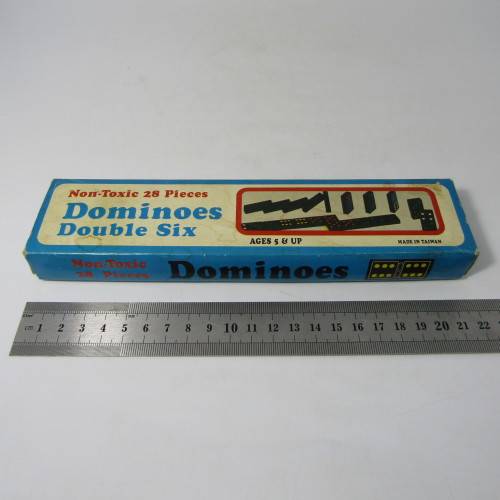 Non-Toxic 28 Pieces
Dominoes
Double Six
AGES 5 & UP
MADE IN TAIWAN
Non-Toxic
28 Pieces
Dominoes
cm 1 2 3 4 5 6 7 8 9 10 11 12 13 14 15 16 17 18 19 20 21 22